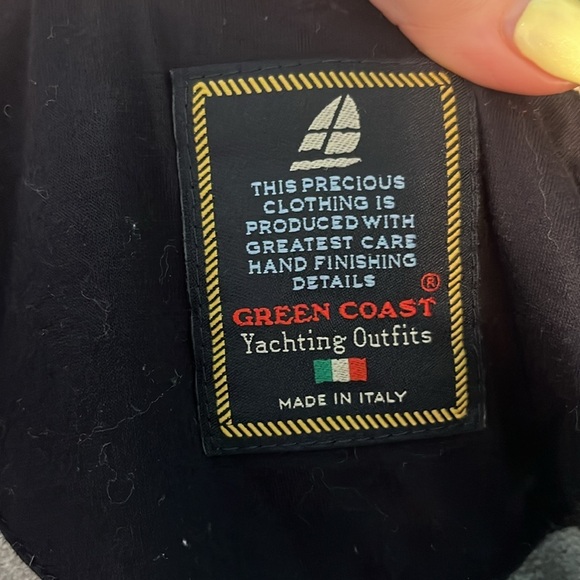 THIS PRECIOUS
CLOTHING IS
PRODUCED WITH
GREATEST CARE
HAND FINISHING
DETAILS
GREEN COAST®
Yachting Outfits
MADE IN ITALY